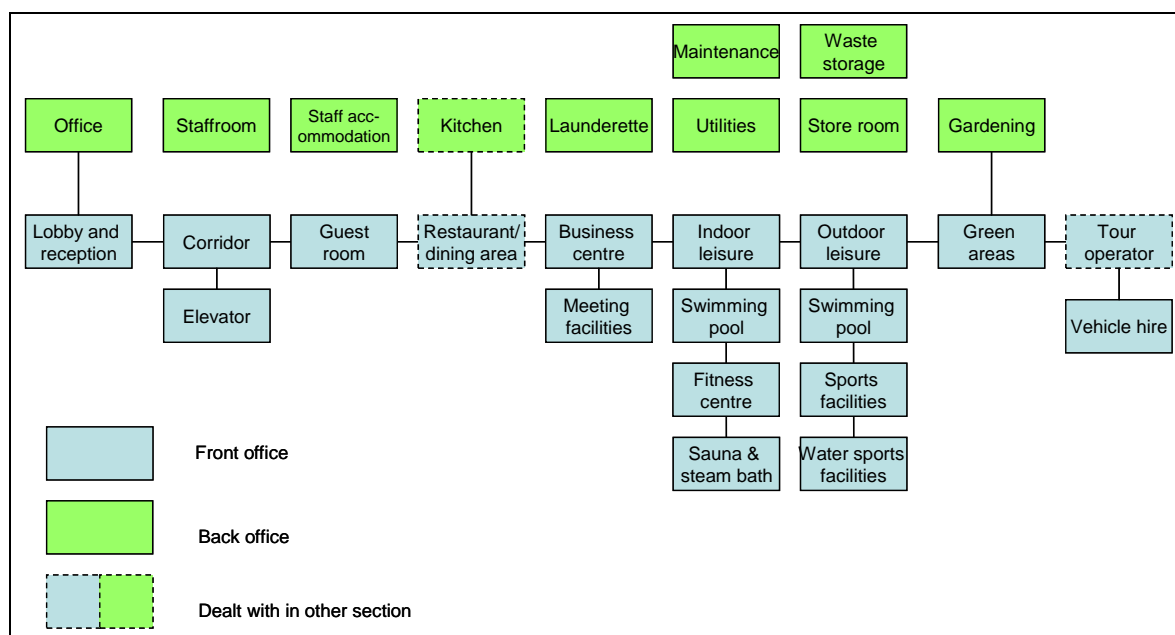 Maintenance
Waste
storage
Office
Staffroom
Staff acc-
ommodation
Kitchen
Launderette
Utilities
Store room
Gardening
Lobby and
reception
Corridor
Guest
room
Restaurant/
dining area
Business
centre
Indoor
leisure
Outdoor
leisure
Green
areas
Tour
operator
Elevator
Meeting
facilities
Swimming
pool
Swimming
pool
Vehicle hire
Fitness
centre
Sports
facilities
Sauna &
steam bath
Water sports
facilities
Front office
Back office
Dealt with in other section